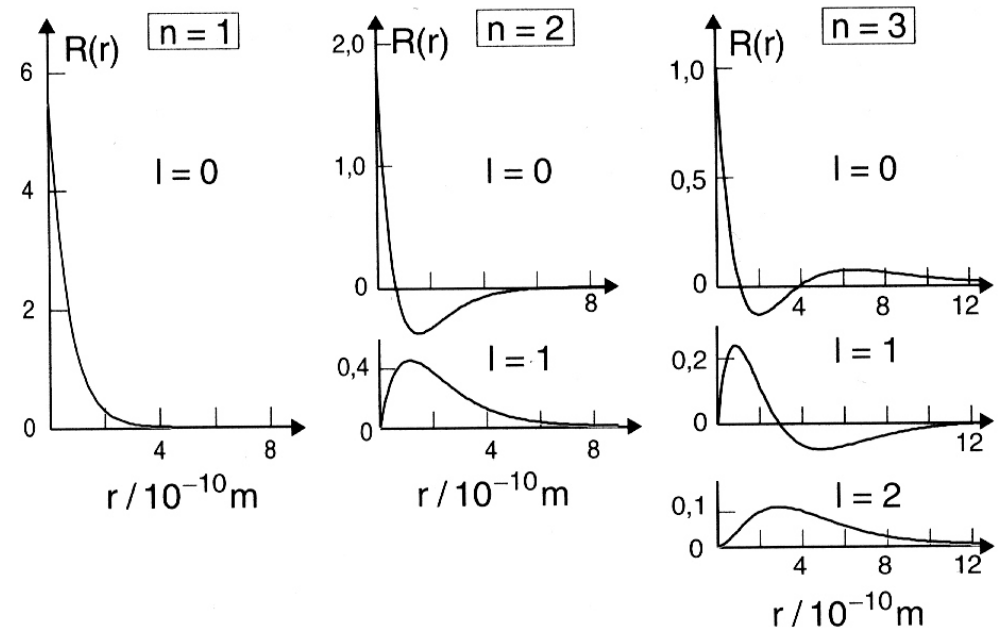 R(r)
n = 1
6
4
2
0
l = 0
4
8
r / 10⁻¹⁰m
R(r)
n = 2
2,0
1,0
0
l = 0
8
l = 1
0,4
0
4
8
r / 10⁻¹⁰m
R(r)
n = 3
1,0
0,5
0
l = 0
4
8
12
l = 1
0,2
0
12
l = 2
0,1
0
4
8
12
r / 10⁻¹⁰m